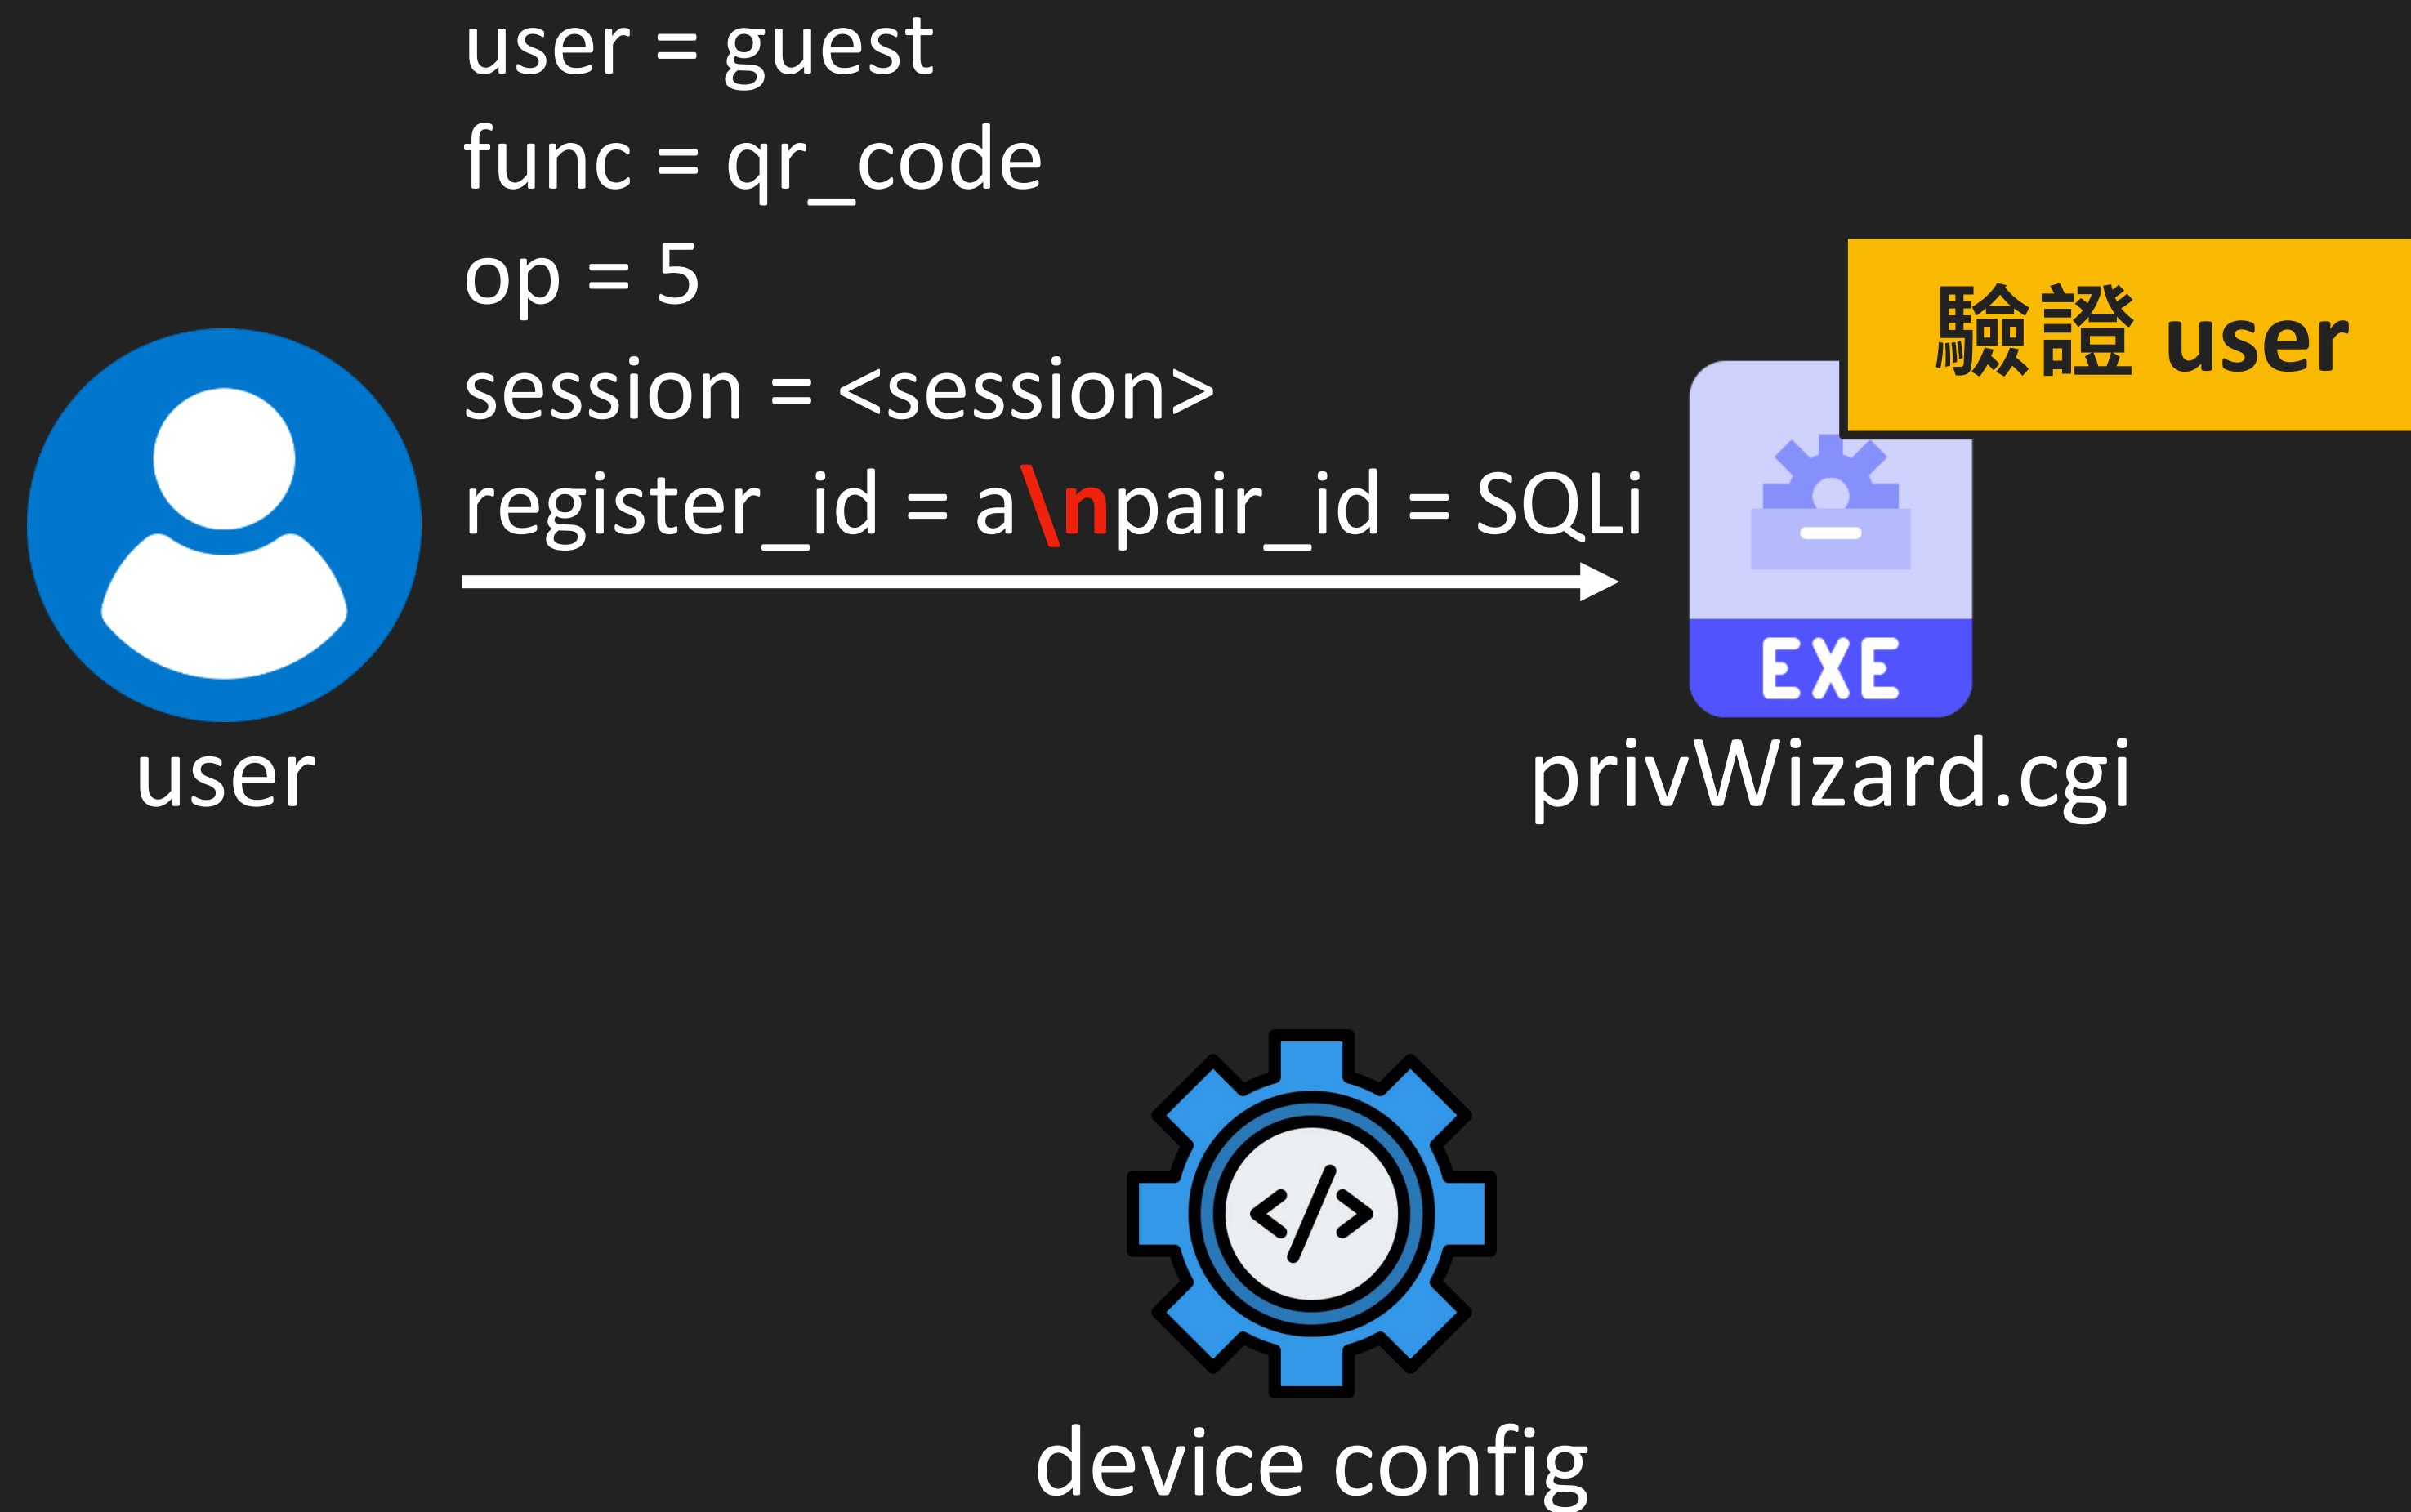 user = guest
func = qr_code
op = 5
session = <session>
register_id = a\npair_id = SQLi
驗證 user
EXE
user
privWizard.cgi
</>
device config